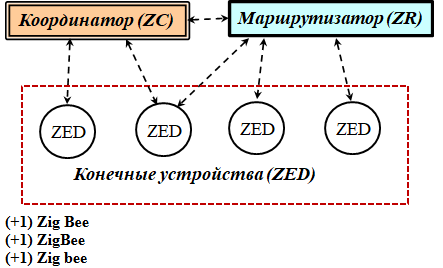 Координатор (ZC) Маршрутизатор (ZR)
ZED ZED ZED ZED
Конечные устройства (ZED)
(+1) Zig Bee
(+1) ZigBee
(+1) Zig bee